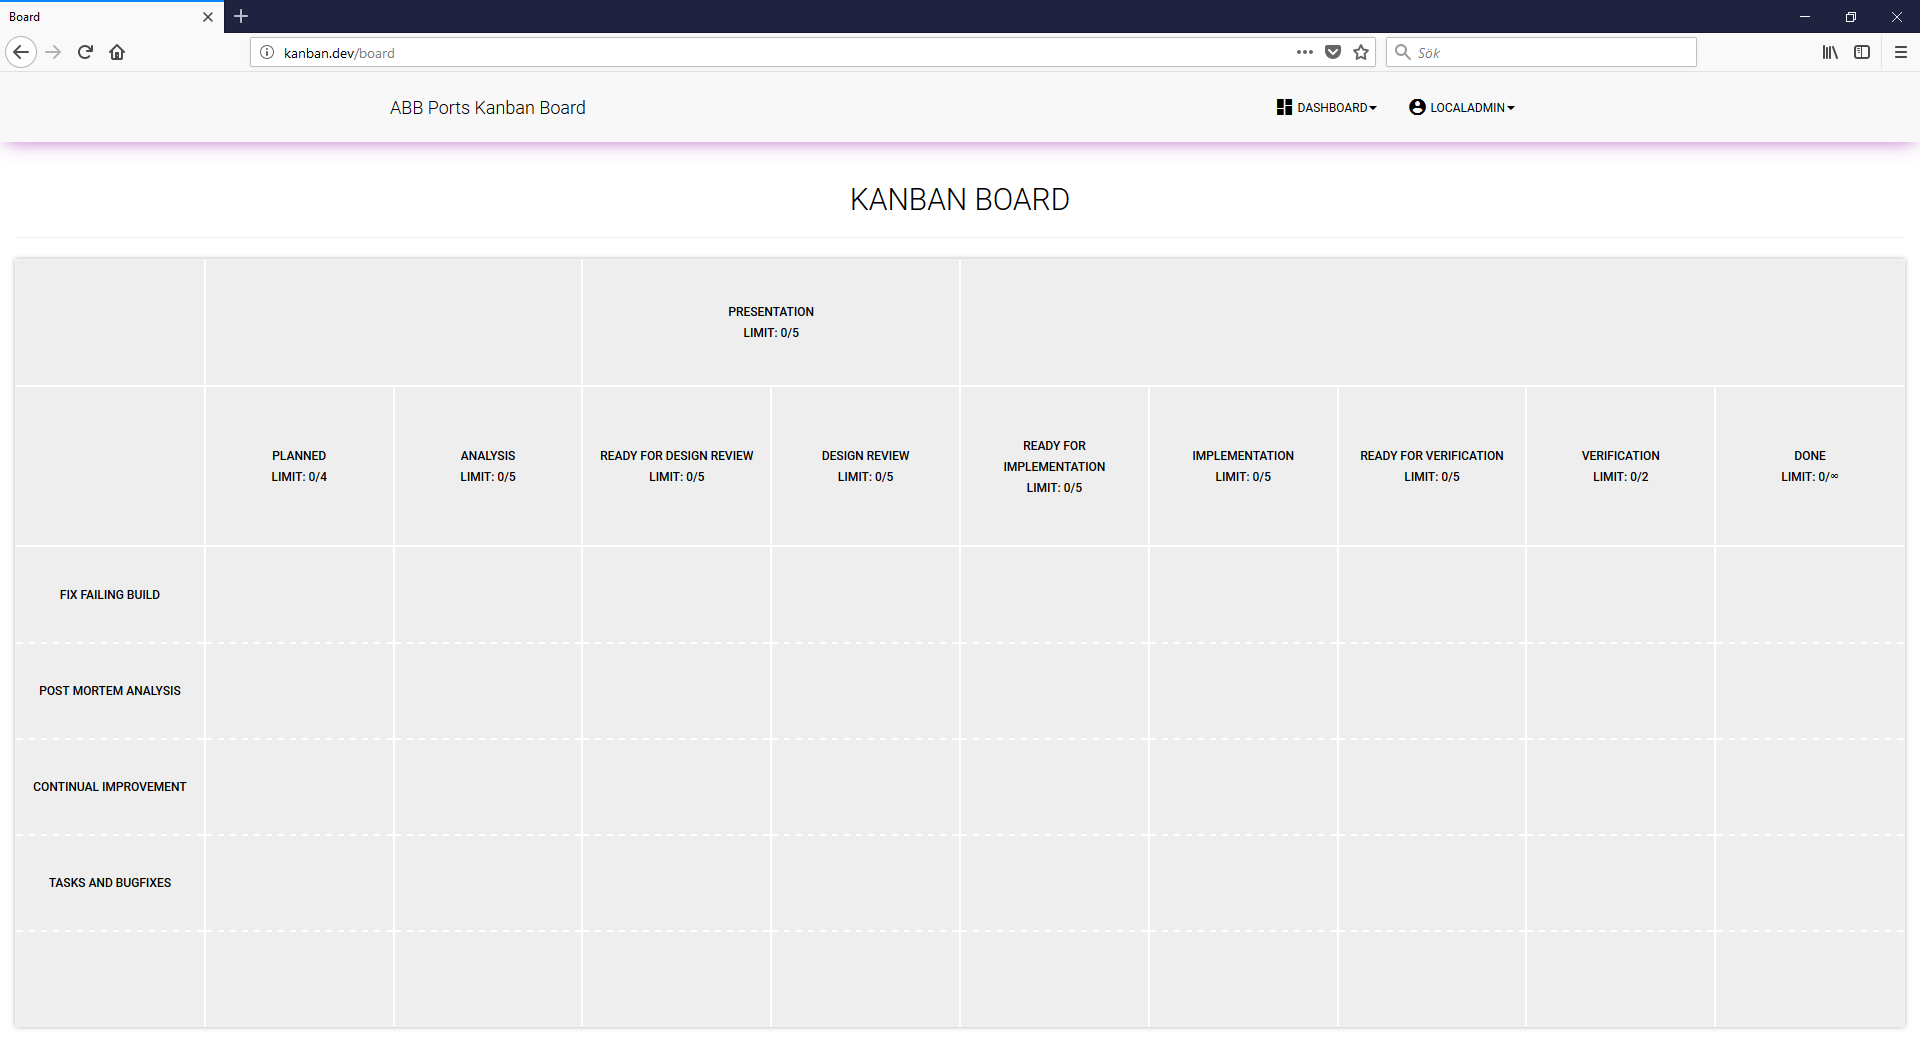 Board
kanban.dev/board
Sök
ABB Ports Kanban Board
DASHBOARD
LOCALADMIN
KANBAN BOARD
PRESENTATION
LIMIT: 0/5
PLANNED
LIMIT: 0/4
ANALYSIS
LIMIT: 0/5
READY FOR DESIGN REVIEW
LIMIT: 0/5
DESIGN REVIEW
LIMIT: 0/5
READY FOR
IMPLEMENTATION
LIMIT: 0/5
IMPLEMENTATION
LIMIT: 0/5
READY FOR VERIFICATION
LIMIT: 0/5
VERIFICATION
LIMIT: 0/2
DONE
LIMIT: 0/∞
FIX FAILING BUILD
POST MORTEM ANALYSIS
CONTINUAL IMPROVEMENT
TASKS AND BUGFIXES